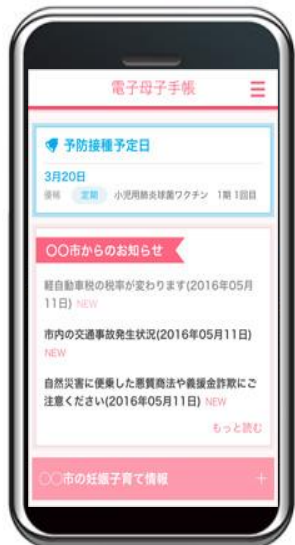 電子母子手帳
予防接種予定日
3月20日
優希 定期 小児用肺炎球菌ワクチン 1期 1回目
〇〇市からのお知らせ
軽自動車税の税率が変わります(2016年05月
11日) NEW
市内の交通事故発生状況(2016年05月11日)
NEW
自然災害に便乗した悪質商法や義援金詐欺にご
注意ください(2016年05月11日) NEW
もっと読む
〇〇市の妊娠子育て情報 +